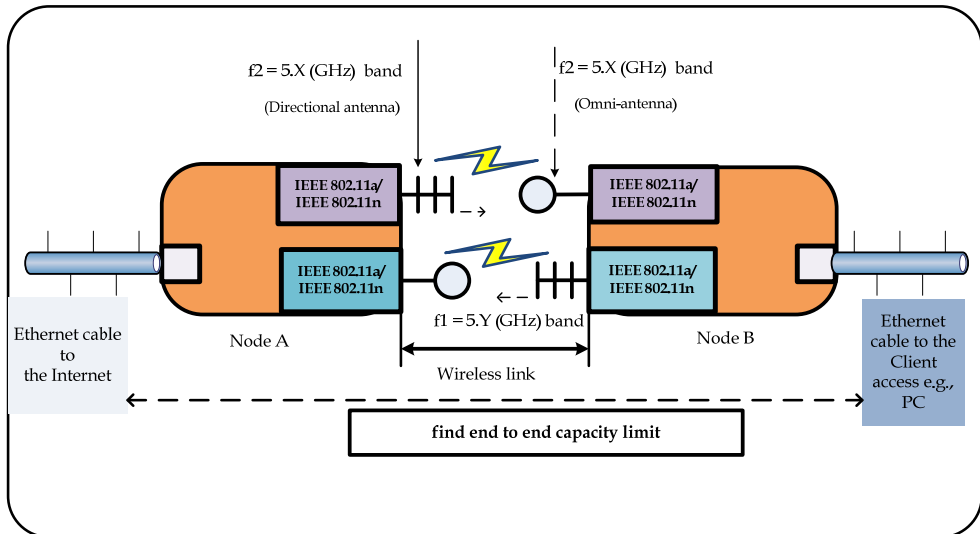 f2 = 5.X (GHz) band
(Directional antenna)
f2 = 5.X (GHz) band
(Omni-antenna)
IEEE 802.11a/
IEEE 802.11n
IEEE 802.11a/
IEEE 802.11n
IEEE 802.11a/
IEEE 802.11n
IEEE 802.11a/
IEEE 802.11n
f1 = 5.Y (GHz) band
Node A
Node B
Wireless link
Ethernet cable
to
the Internet
Ethernet
cable to the
Client
access e.g.,
PC
find end to end capacity limit